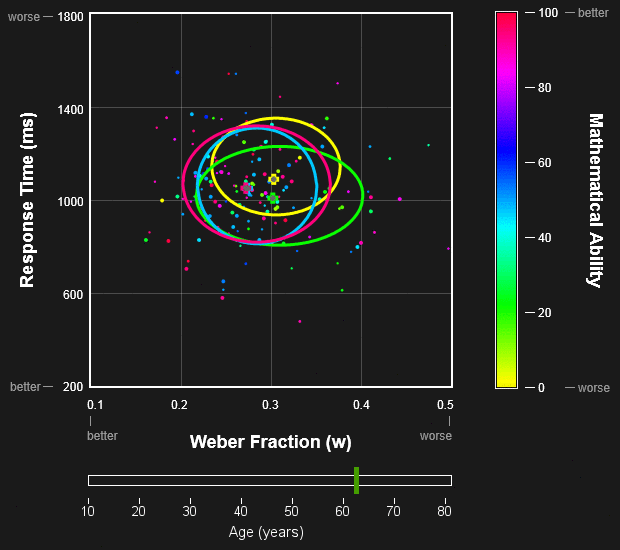 worse
1800
1400
1000
600
200
better
Response Time (ms)
0.1 0.2 0.3 0.4 0.5
better
worse
Weber Fraction (w)
100
80
60
40
20
0
better
worse
Mathematical Ability
10 20 30 40 50 60 70 80
Age (years)